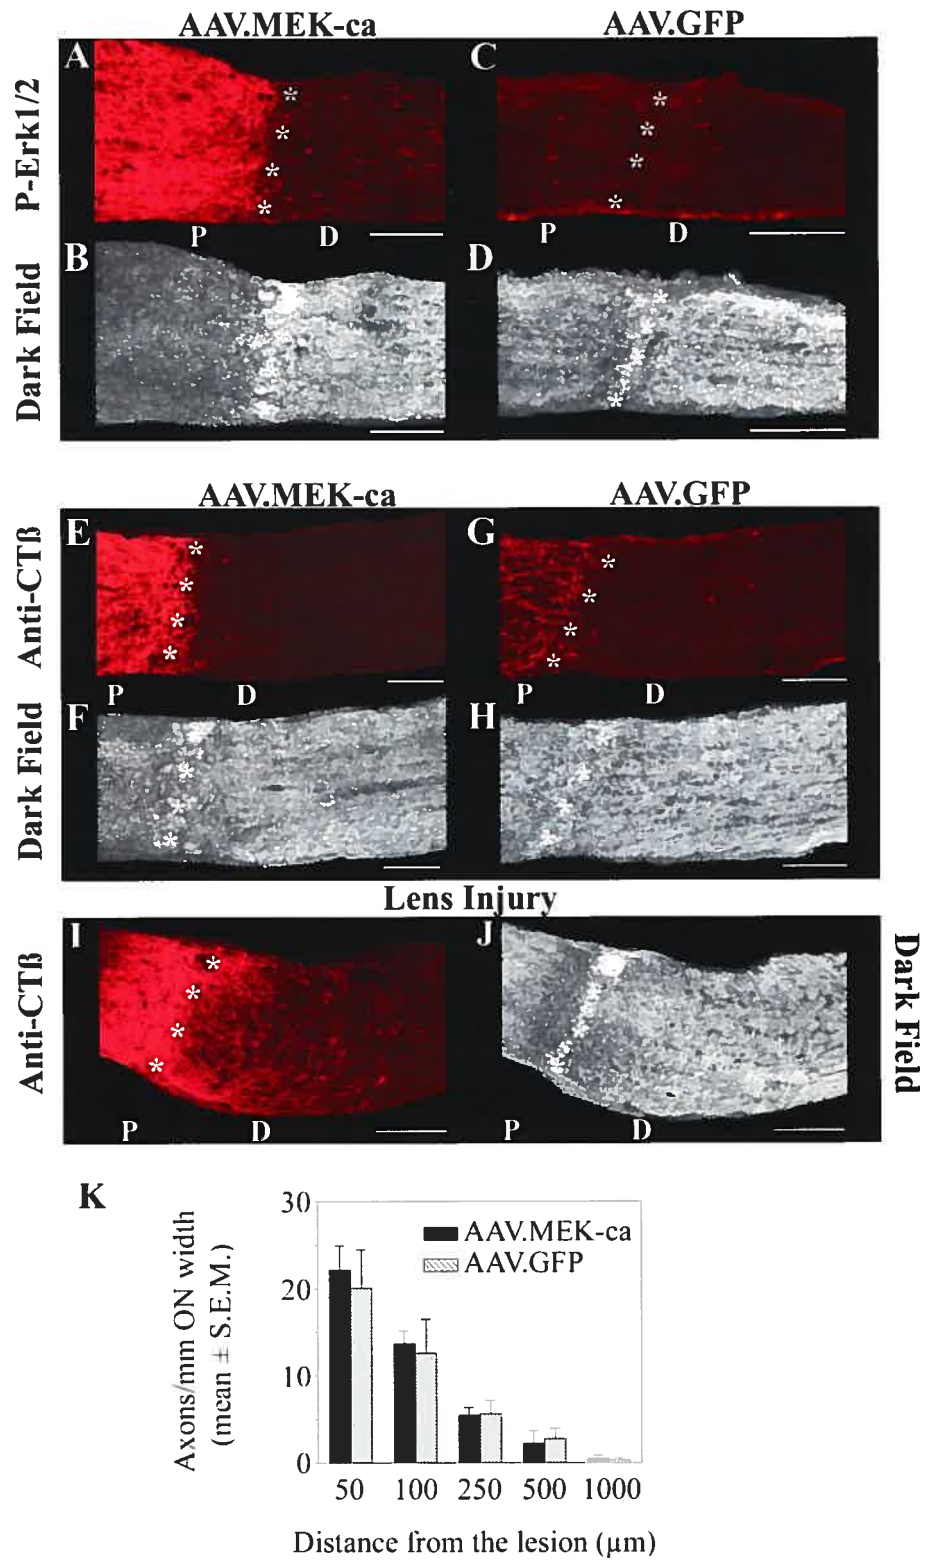 AAV.MEK-ca AAV.GFP
A C
P-Erk1/2
* *
* *
* *
* *
P D P D
B D
Dark Field
*
*
AAV.MEK-ca AAV.GFP
E G
Anti-CTß
* *
* *
* *
* *
P D P D
F H
Dark Field
*
*
*
Lens Injury
I J
Anti-CTß
Dark Field
*
*
*
*
P D P D
K
Axons/mm ON width
(mean ± S.E.M.)
30
20
10
0
AAV.MEK-ca
AAV.GFP
50 100 250 500 1000
Distance from the lesion (µm)